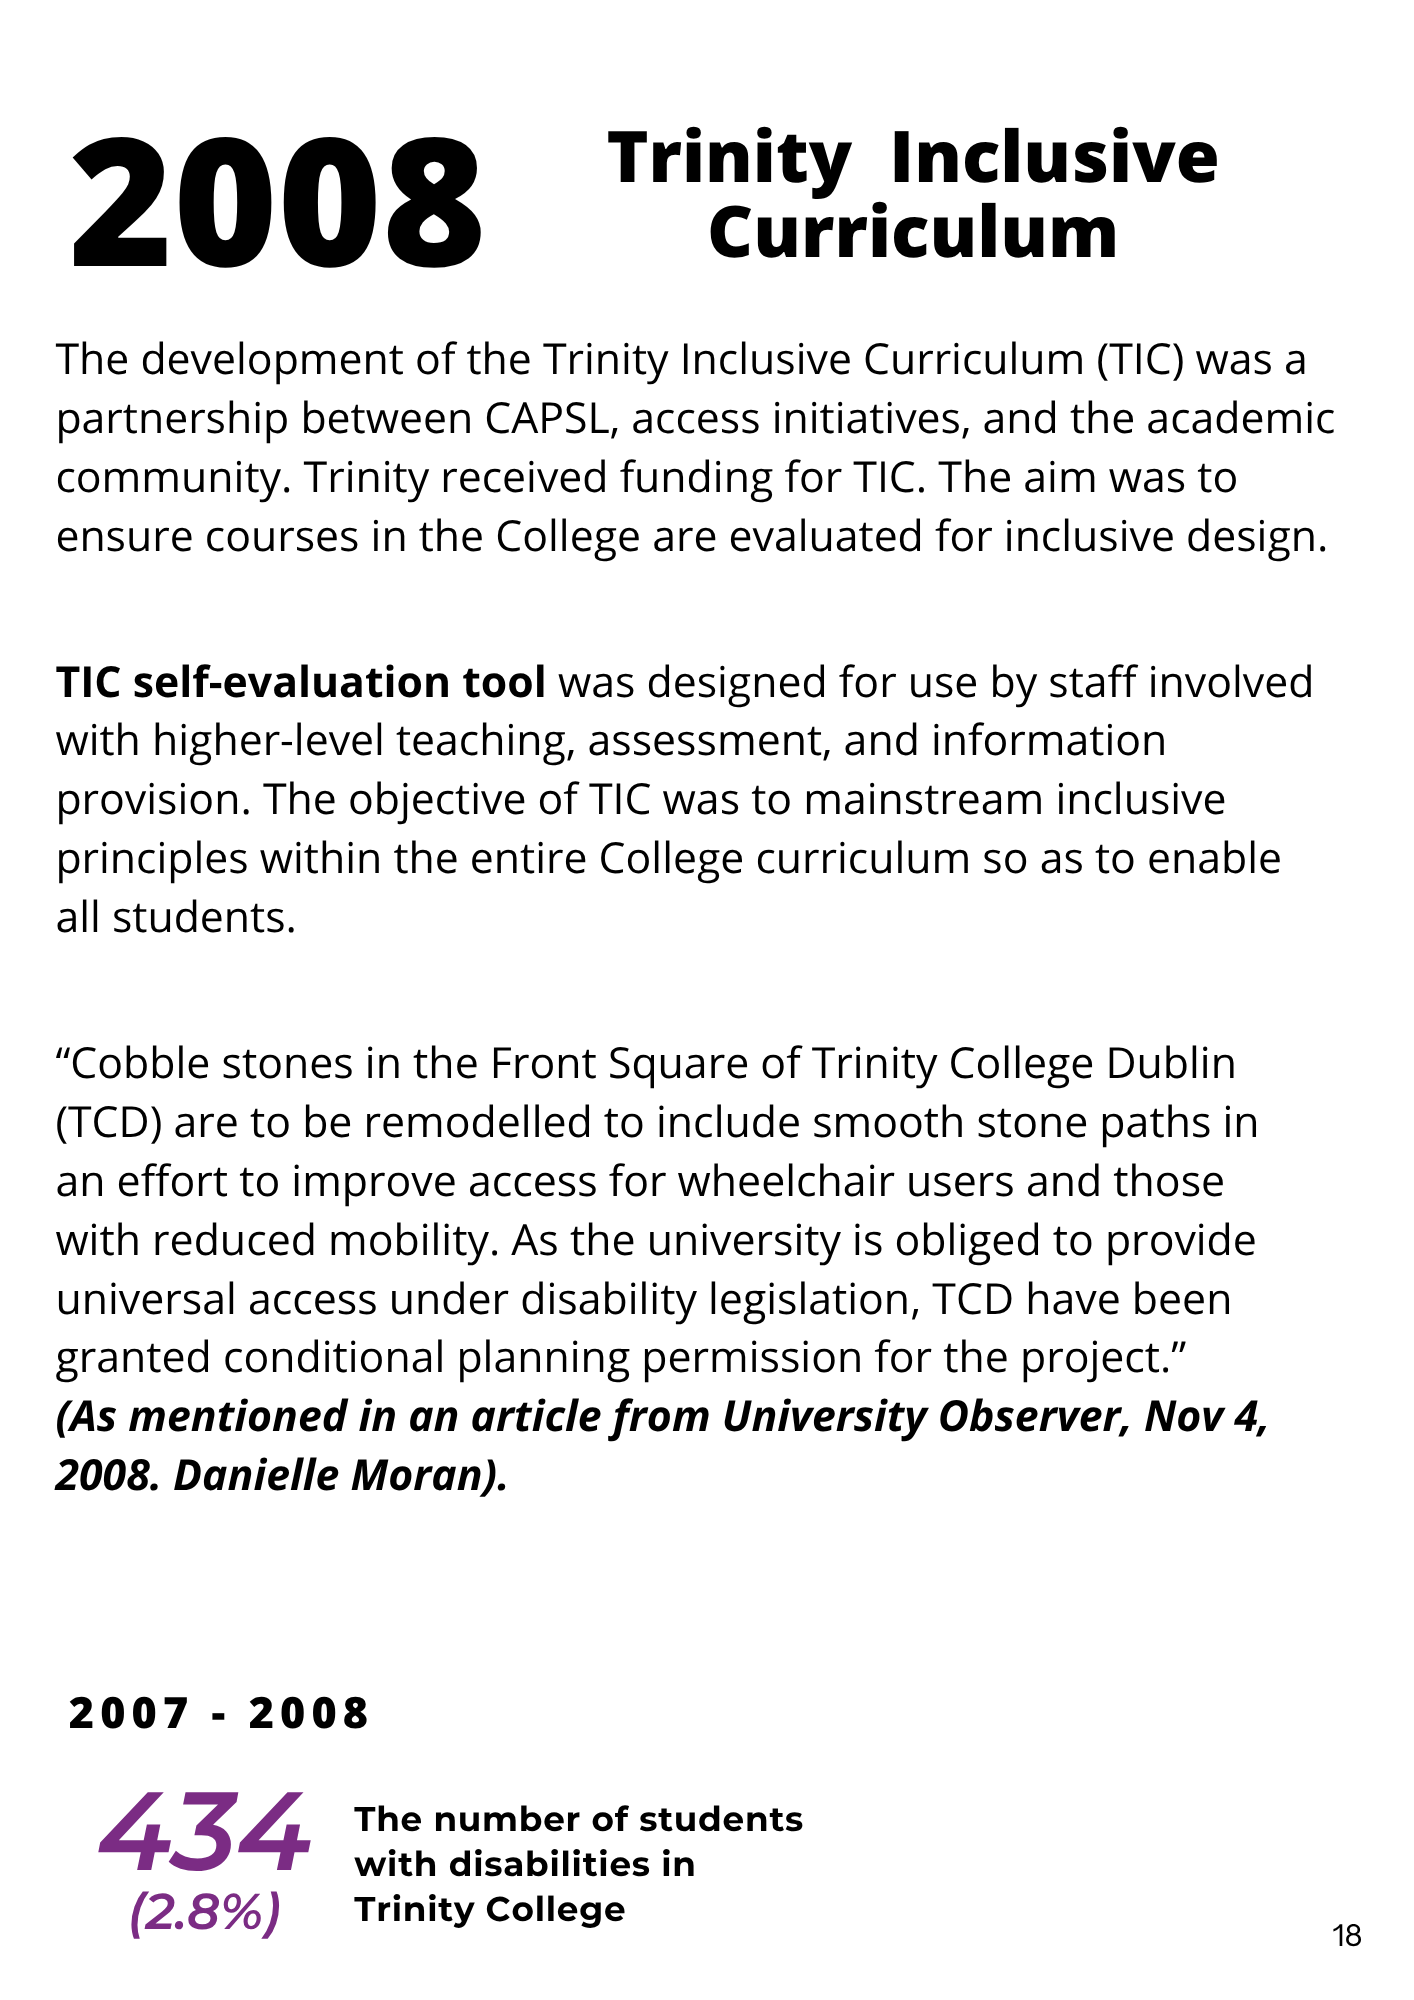 2008
Trinity Inclusive
Curriculum
The development of the Trinity Inclusive Curriculum (TIC) was a
partnership between CAPSL, access initiatives, and the academic
community. Trinity received funding for TIC. The aim was to
ensure courses in the College are evaluated for inclusive design.
TIC self-evaluation tool was designed for use by staff involved
with higher-level teaching, assessment, and information
provision. The objective of TIC was to mainstream inclusive
principles within the entire College curriculum so as to enable
all students.
“Cobble stones in the Front Square of Trinity College Dublin
(TCD) are to be remodelled to include smooth stone paths in
an effort to improve access for wheelchair users and those
with reduced mobility. As the university is obliged to provide
universal access under disability legislation, TCD have been
granted conditional planning permission for the project.”
(As mentioned in an article from University Observer, Nov 4,
2008. Danielle Moran).
2007 - 2008
434
(2.8%)
The number of students
with disabilities in
Trinity College
18